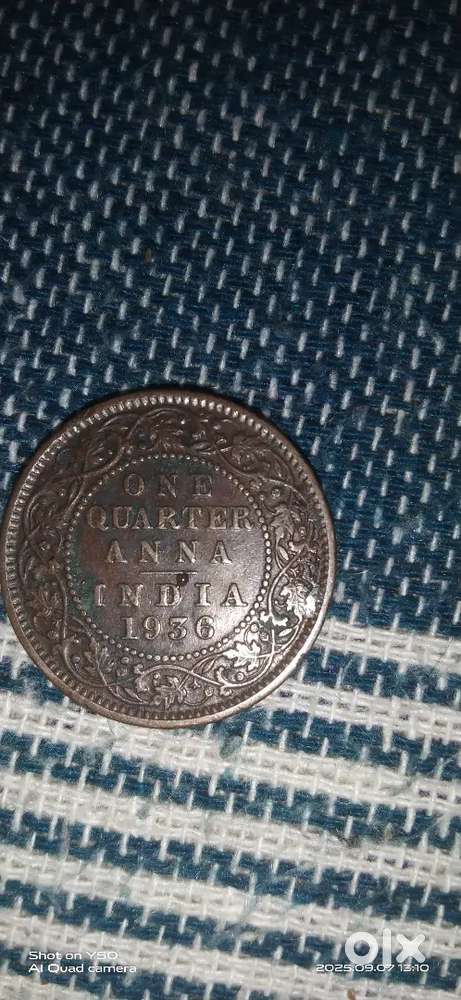 ONE
QUARTER
ANNA
INDIA
1936
Shot on Y50
AI Quad camera
olx
2025.09.07 13:10